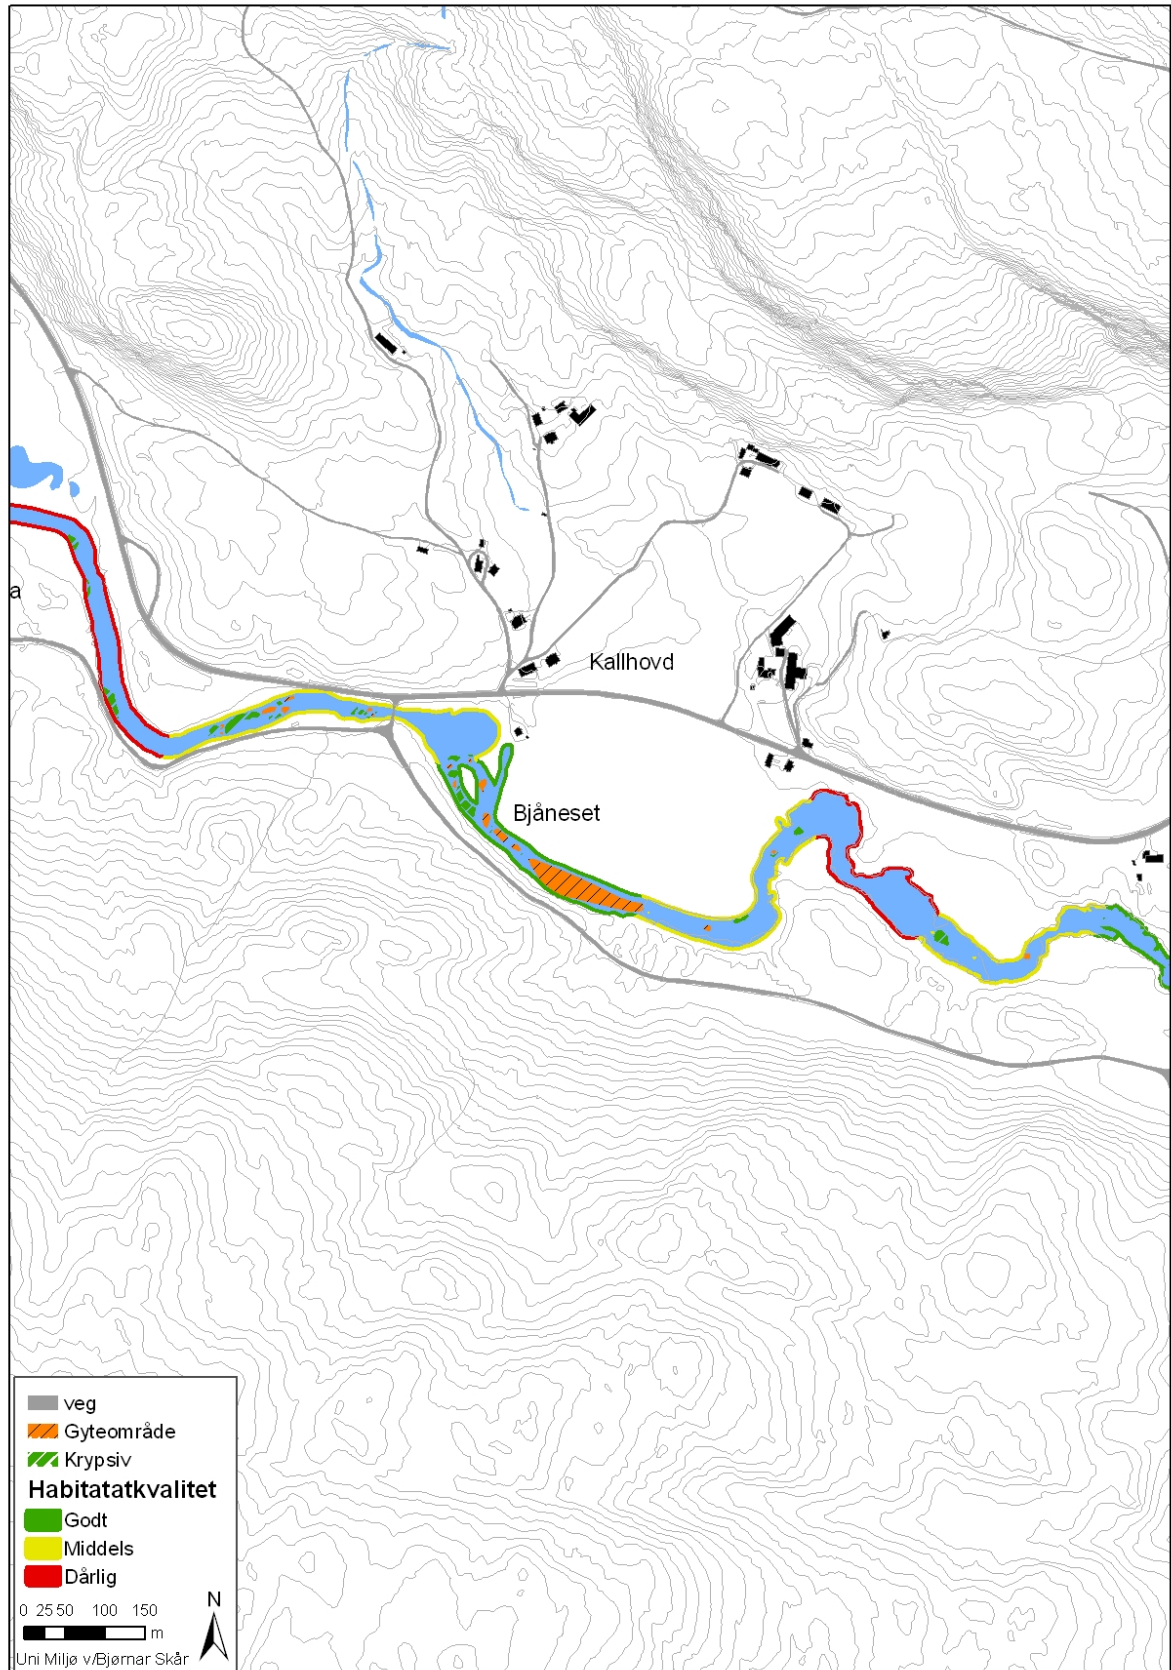 a
Kallhovd
Bjåneset
veg
Gyteområde
Krypsiv
Habitatatkvalitet
Godt
Middels
Dårlig
N
0 25 50 100 150
m
Uni Miljø v/Bjørnar Skår